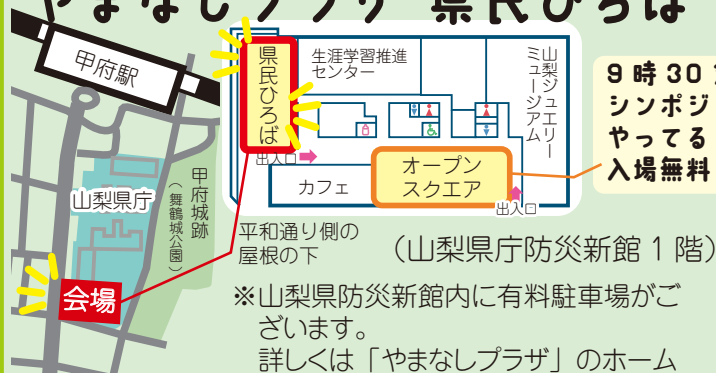 やまなしプラザ 県民ひろば
甲府駅
山梨県庁
甲府城跡
（舞鶴城公園）
会場
県民ひろば
生涯学習推進
センター
山梨ジュエリー
ミュージアム
出入口
カフェ
オープン
スクエア
出入口
9時30
シンポジ
やってる
入場無料
平和通り側の
屋根の下
（山梨県庁防災新館1階）
※山梨県防災新館内に有料駐車場がご
ざいます。
詳しくは「やまなしプラザ」のホーム